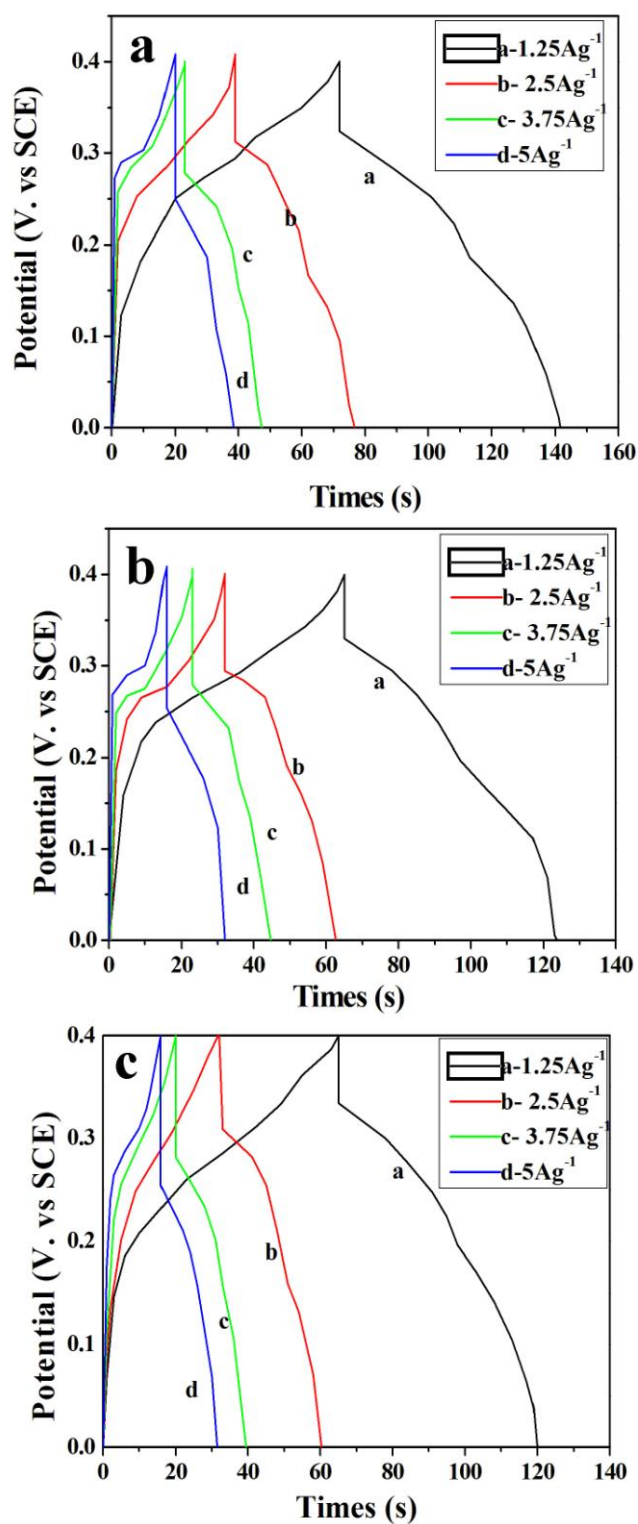 a
a-1.25Ag⁻¹
b- 2.5Ag⁻¹
c- 3.75Ag⁻¹
d-5Ag⁻¹
a
b
c
d
Potential (V. vs SCE)
0.4
0.3
0.2
0.1
0.0
0 20 40 60 80 100 120 140 160
Times (s)
b
a-1.25Ag⁻¹
b- 2.5Ag⁻¹
c- 3.75Ag⁻¹
d-5Ag⁻¹
a
b
c
d
Potential (V. vs SCE)
0.4
0.3
0.2
0.1
0.0
0 20 40 60 80 100 120 140
Times (s)
c
a-1.25Ag⁻¹
b- 2.5Ag⁻¹
c- 3.75Ag⁻¹
d-5Ag⁻¹
a
b
c
d
Potential (V. vs SCE)
0.4
0.3
0.2
0.1
0.0
0 20 40 60 80 100 120 140
Times (s)